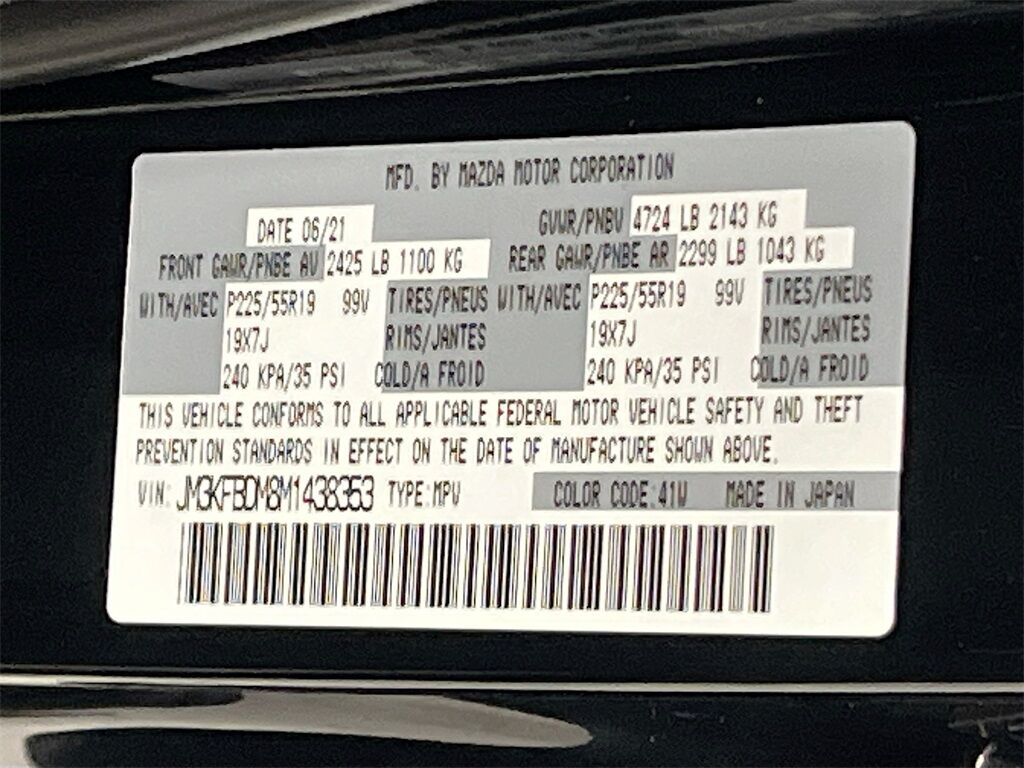 MFD. BY MAZDA MOTOR CORPORATION
DATE 06/21 GVWR/PNBV 4724 LB 2143 KG
FRONT GAWR/PNBE AV 2425 LB 1100 KG REAR GAWR/PNBE AR 2299 LB 1043 KG
WITH/AVEC P225/55R19 99V TIRES/PNEUS WITH/AVEC P225/55R19 99V TIRES/PNEUS
19X7J RIMS/JANTES 19X7J RIMS/JANTES
240 KPA/35 PSI COLD/A FROID 240 KPA/35 PSI COLD/A FROID
THIS VEHICLE CONFORMS TO ALL APPLICABLE FEDERAL MOTOR VEHICLE SAFETY AND THEFT
PREVENTION STANDARDS IN EFFECT ON THE DATE OF MANUFACTURE SHOWN ABOVE.
VIN: JM3KFBDM8M1438353 TYPE:MPV COLOR CODE:41W MADE IN JAPAN